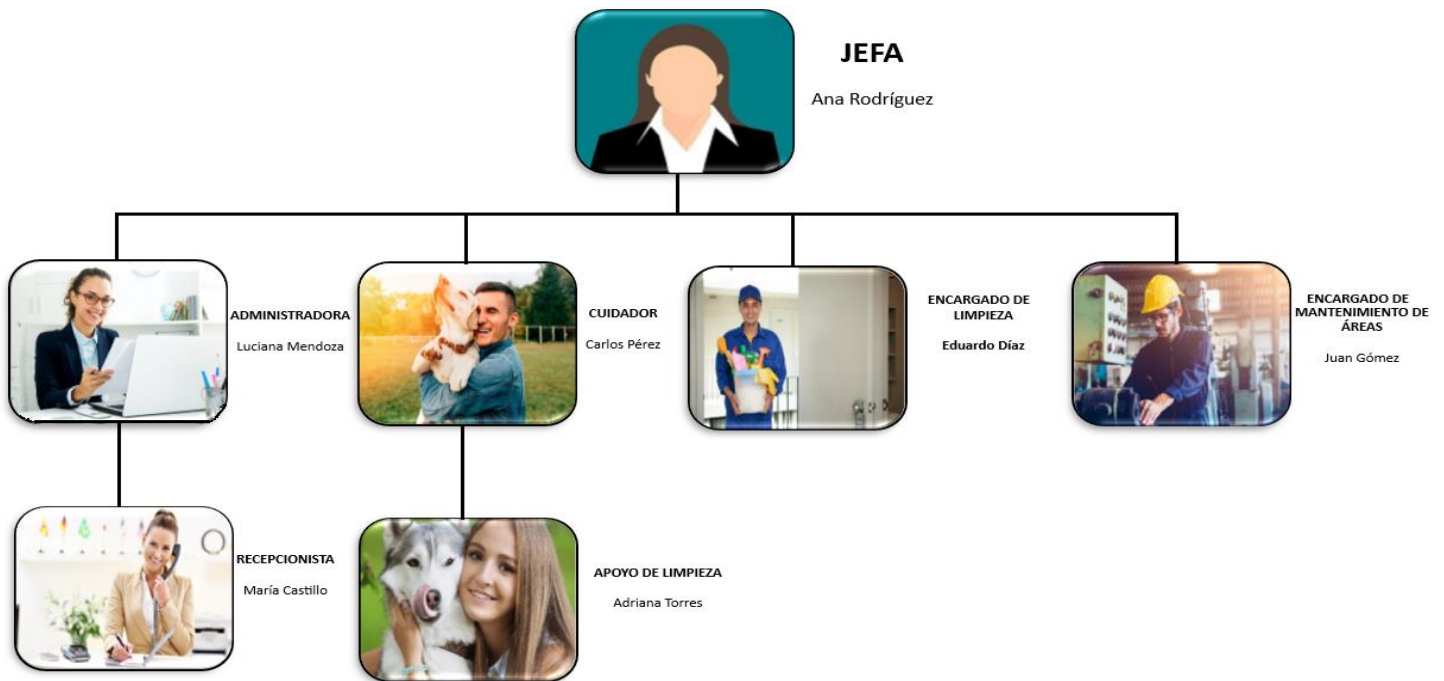 JEFA
Ana Rodríguez
ADMINISTRADORA
Luciana Mendoza
CUIDADOR
Carlos Pérez
ENCARGADO DE
LIMPIEZA
Eduardo Díaz
ENCARGADO DE
MANTENIMIENTO DE
ÁREAS
Juan Gómez
RECEPCIONISTA
María Castillo
APOYO DE LIMPIEZA
Adriana Torres